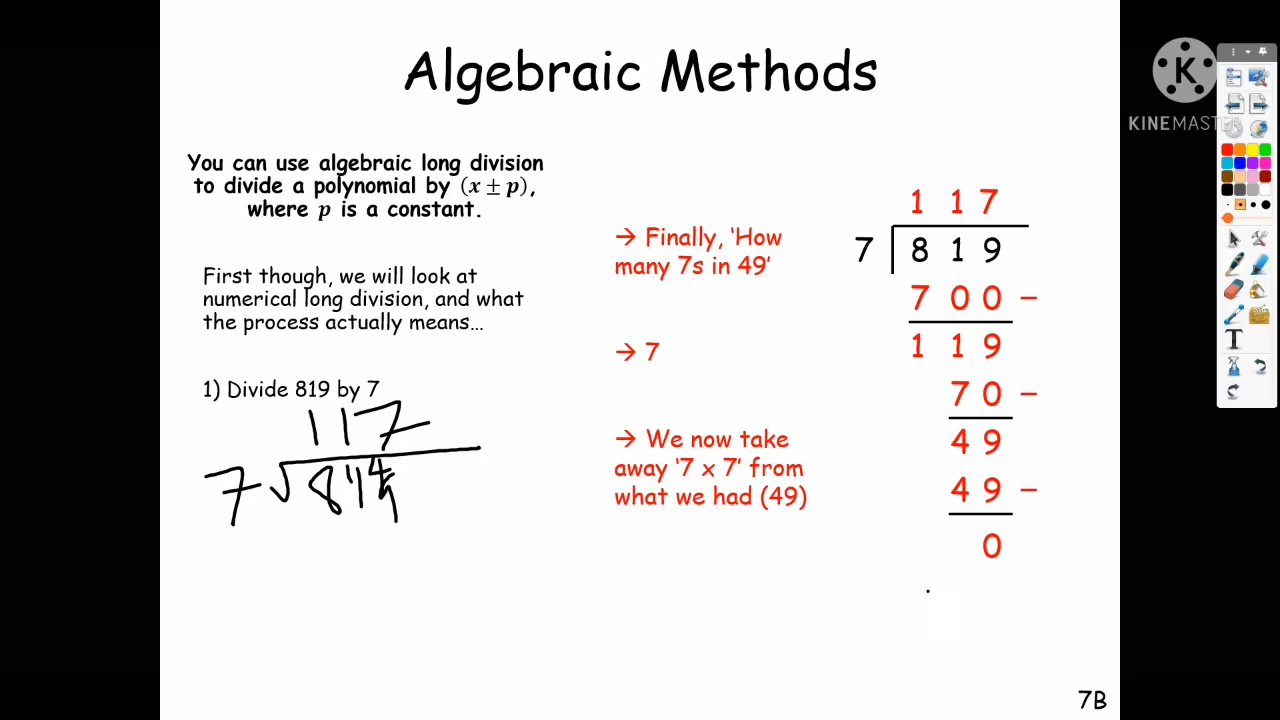 Algebraic Methods
KINEMASTER
You can use algebraic long division
to divide a polynomial by (x ± p),
where p is a constant.
First though, we will look at
numerical long division, and what
the process actually means…
1) Divide 819 by 7
117
7 819
→ Finally, ‘How
many 7s in 49’
→ 7
→ We now take
away ‘7 x 7’ from
what we had (49)
1 1 7
7 8 1 9
7 0 0 −
1 1 9
7 0 −
4 9
4 9 −
0
7B